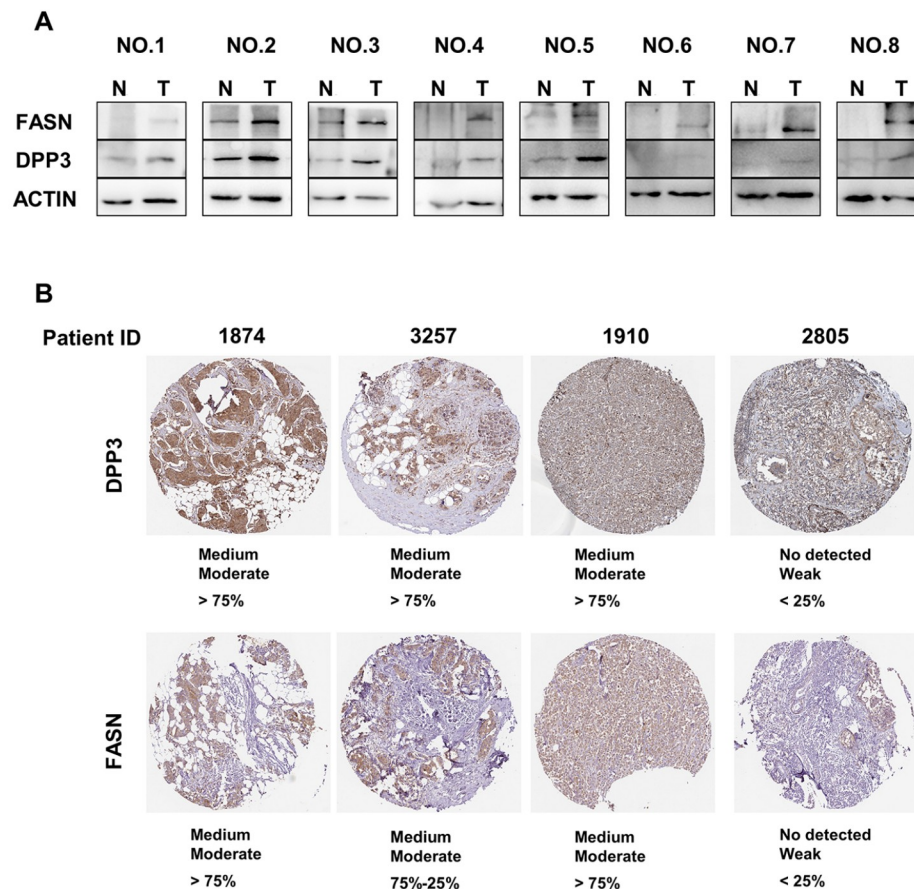 A
NO.1 NO.2 NO.3 NO.4 NO.5 NO.6 NO.7 NO.8
N T N T N T N T N T N T N T N T
FASN
DPP3
ACTIN
B
Patient ID 1874 3257 1910 2805
DPP3
Medium Medium Medium No detected
Moderate Moderate Moderate Weak
> 75% > 75% > 75% < 25%
FASN
Medium Medium Medium No detected
Moderate Moderate Moderate Weak
> 75% 75%-25% > 75% < 25%